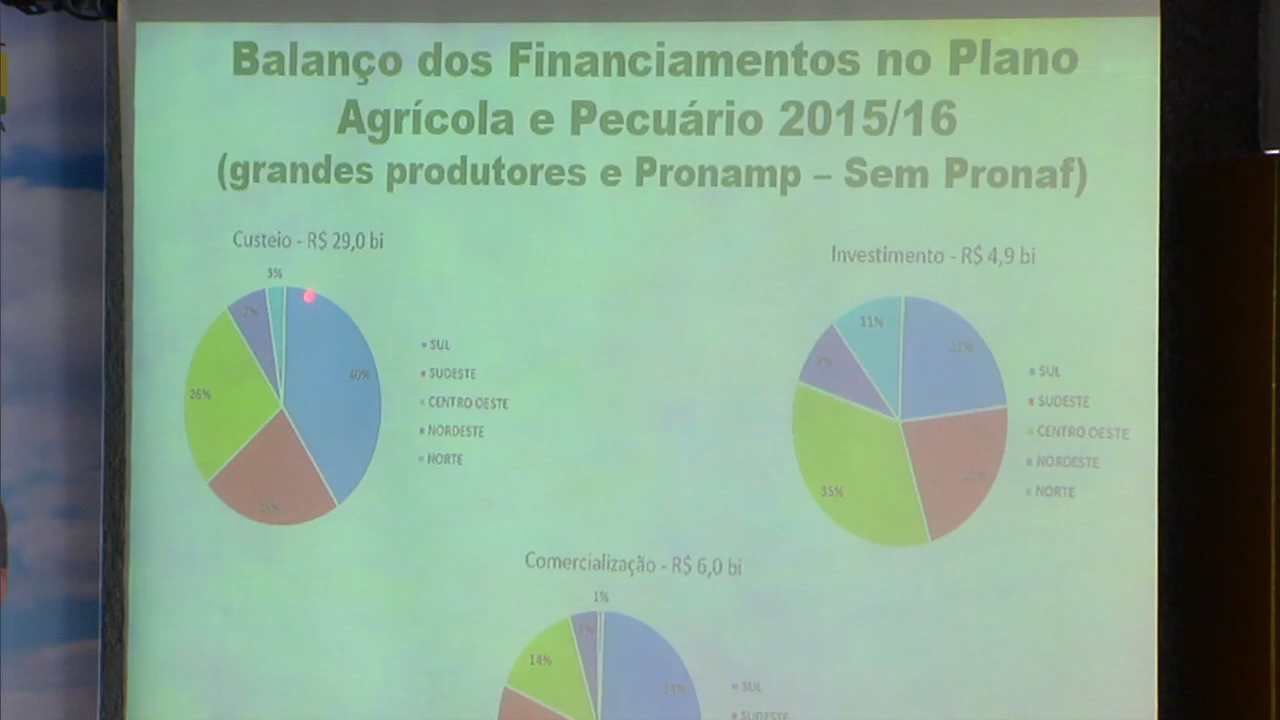 Balanço dos Financiamentos no Plano
Agrícola e Pecuário 2015/16
(grandes produtores e Pronamp – Sem Pronaf)
Custeio - R$ 29,0 bi
3%
7%
40%
26%
SUL
SUDESTE
CENTRO OESTE
NORDESTE
NORTE
Investimento - R$ 4,9 bi
11%
35%
SUL
SUDESTE
CENTRO OESTE
NORDESTE
NORTE
Comercialização - R$ 6,0 bi
1%
14%
SUL
SUDESTE